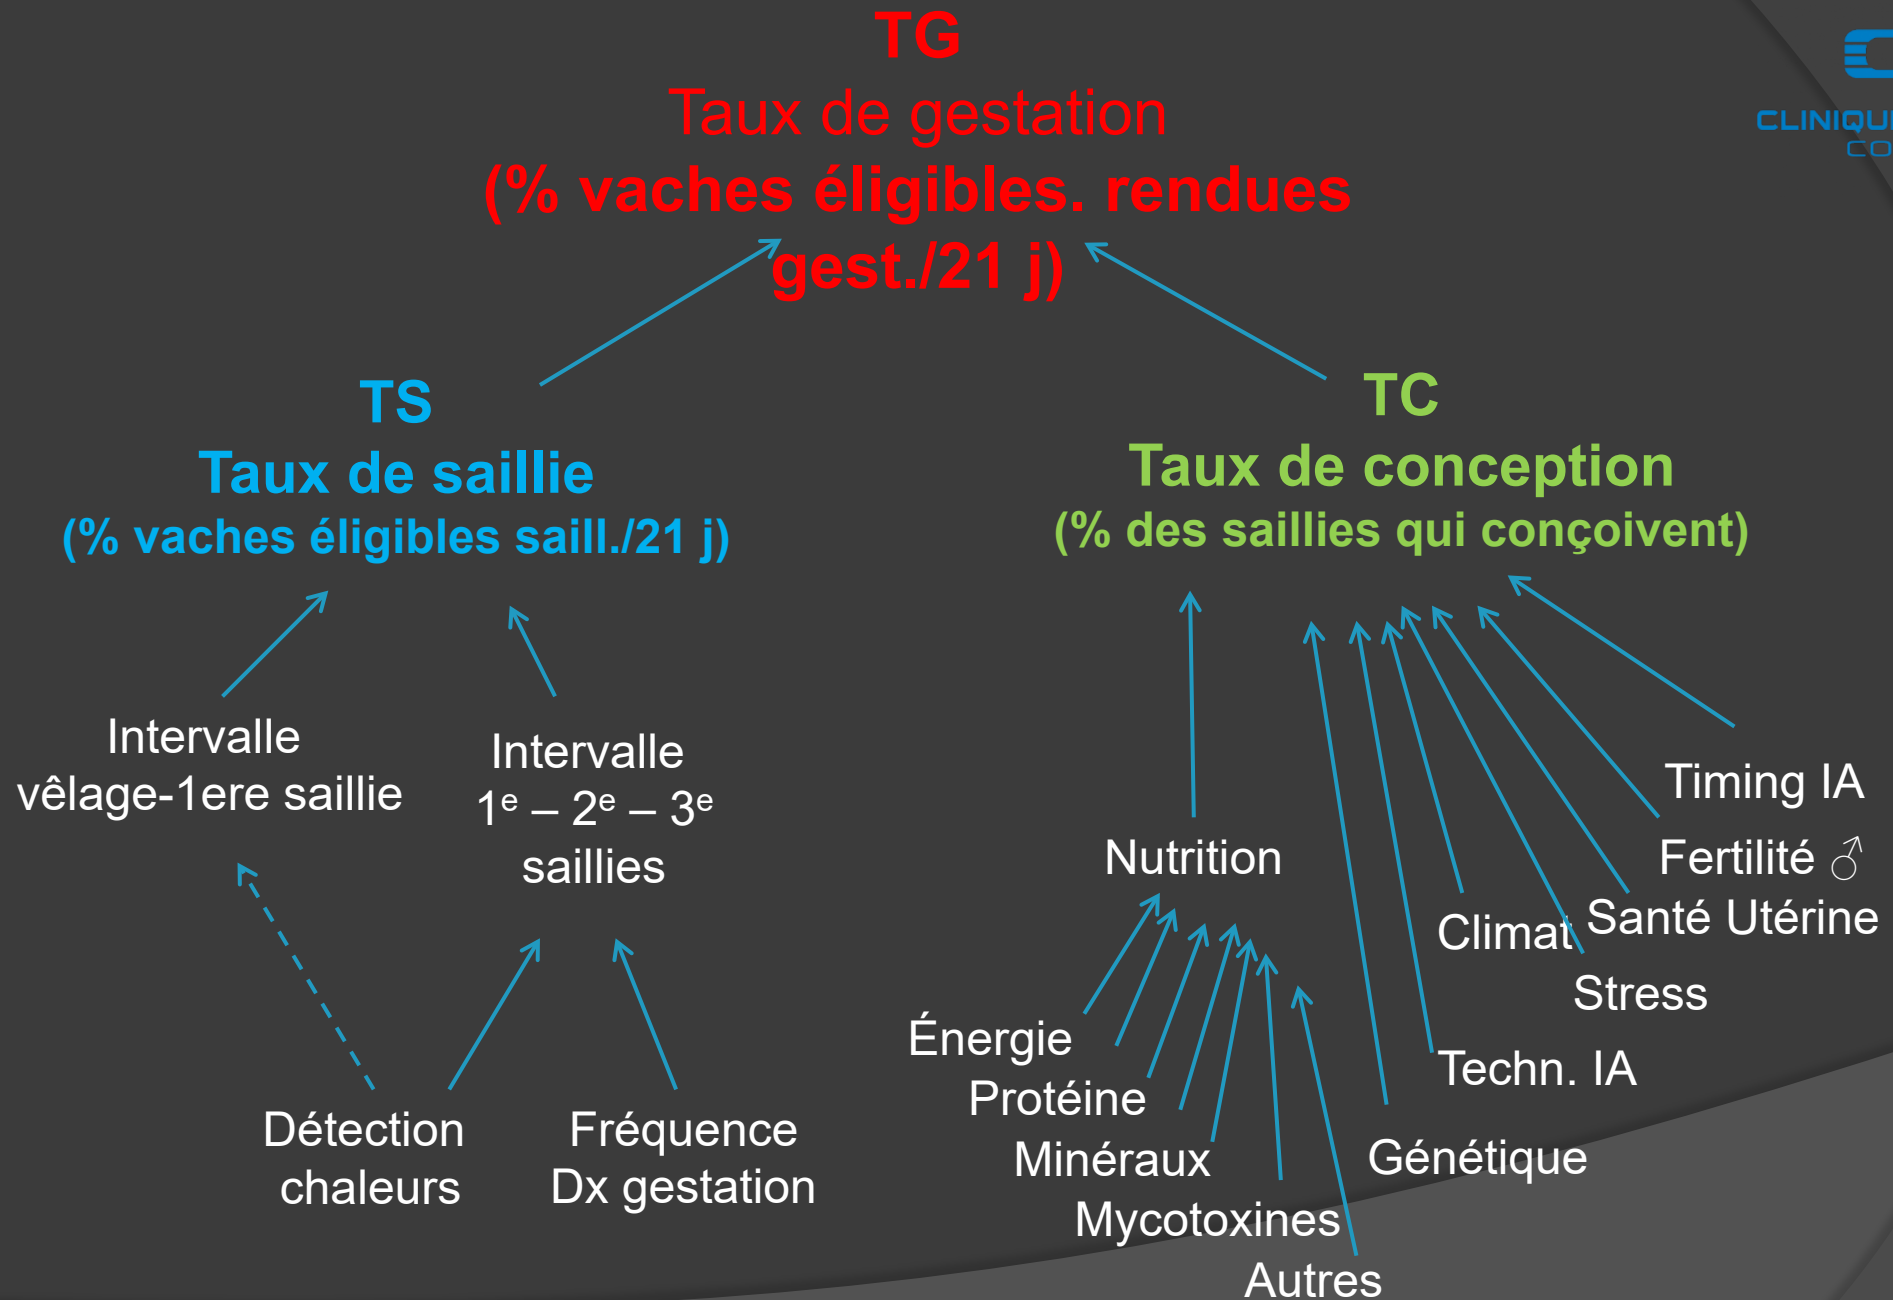 TG
Taux de gestation
(% vaches éligibles. rendues
gest./21 j)
TS
Taux de saillie
(% vaches éligibles saill./21 j)
TC
Taux de conception
(% des saillies qui conçoivent)
Intervalle
vêlage-1ere saillie
Intervalle
1e – 2e – 3e
saillies
Détection
chaleurs
Fréquence
Dx gestation
Nutrition
Énergie
Protéine
Minéraux
Mycotoxines
Autres
Timing IA
Fertilité ♂
Santé Utérine
Climat
Stress
Techn. IA
Génétique